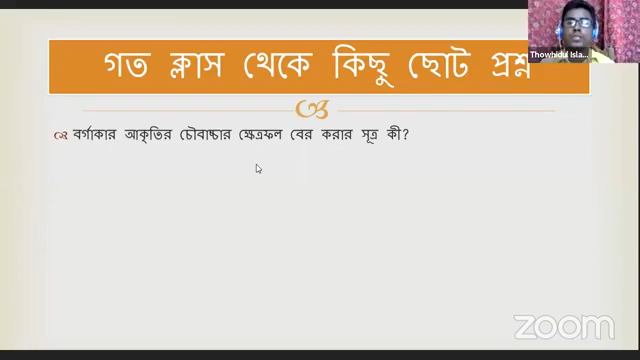 গত ক্লাস থেকে কিছু ছোট প্রশ্ন
Thowhidul Isla...
বর্গাকার আকৃতির চৌবাচ্চার ক্ষেত্রফল বের করার সূত্র কী?
zoom